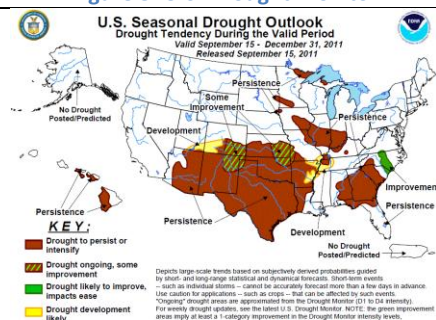 U.S. Seasonal Drought Outlook
Drought Tendency During the Valid Period
Valid September 15 - December 31, 2011
Released September 15, 2011
Persistence
No Drought
Posted/Predicted
Some
Improvement
Persistence
Development
Improvement
Persistence
Persistence
Persistence
Development
No Drought
Posted/Predicted
KEY:
Drought to persist or
intensify
Drought ongoing, some
improvement
Drought likely to improve,
impacts ease
Drought development
likely
Depicts large-scale trends based on subjectively derived probabilities guided
by short- and long-range statistical and dynamical forecasts. Short-term events
-- such as individual storms -- cannot be accurately forecast more than a few days in advance.
Use caution for applications -- such as crops -- that can be affected by such events.
"Ongoing" drought areas are approximated from the Drought Monitor (D1 to D4 intensity).
For weekly drought updates, see the latest U.S. Drought Monitor. NOTE: the green improvement
areas imply at least a 1-category improvement in the Drought Monitor intensity levels,